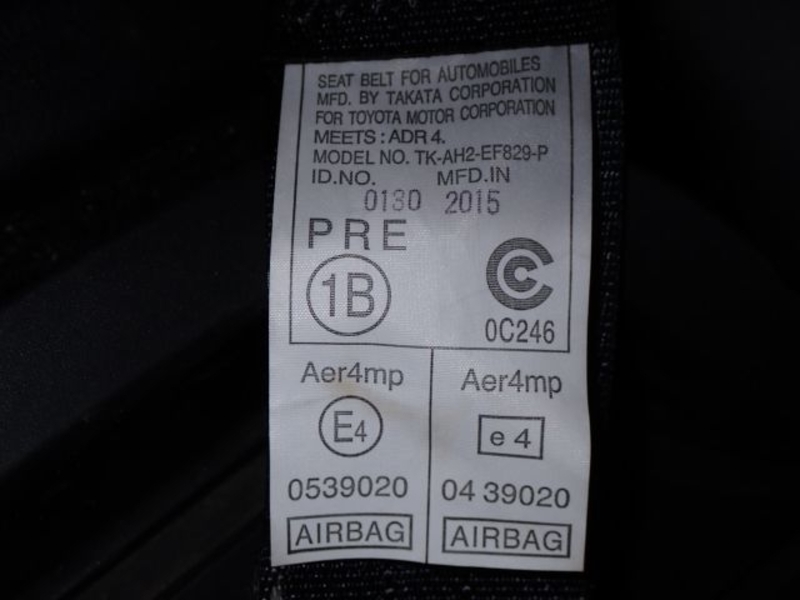 SEAT BELT FOR AUTOMOBILES
MFD. BY TAKATA CORPORATION
FOR TOYOTA MOTOR CORPORATION
MEETS : ADR 4.
MODEL NO. TK-AH2-EF829-P
ID.NO. MFD.IN
0130 2015
PRE
1B
C
0C246
Aer4mp Aer4mp
E4 e 4
0539020 04 39020
AIRBAG AIRBAG